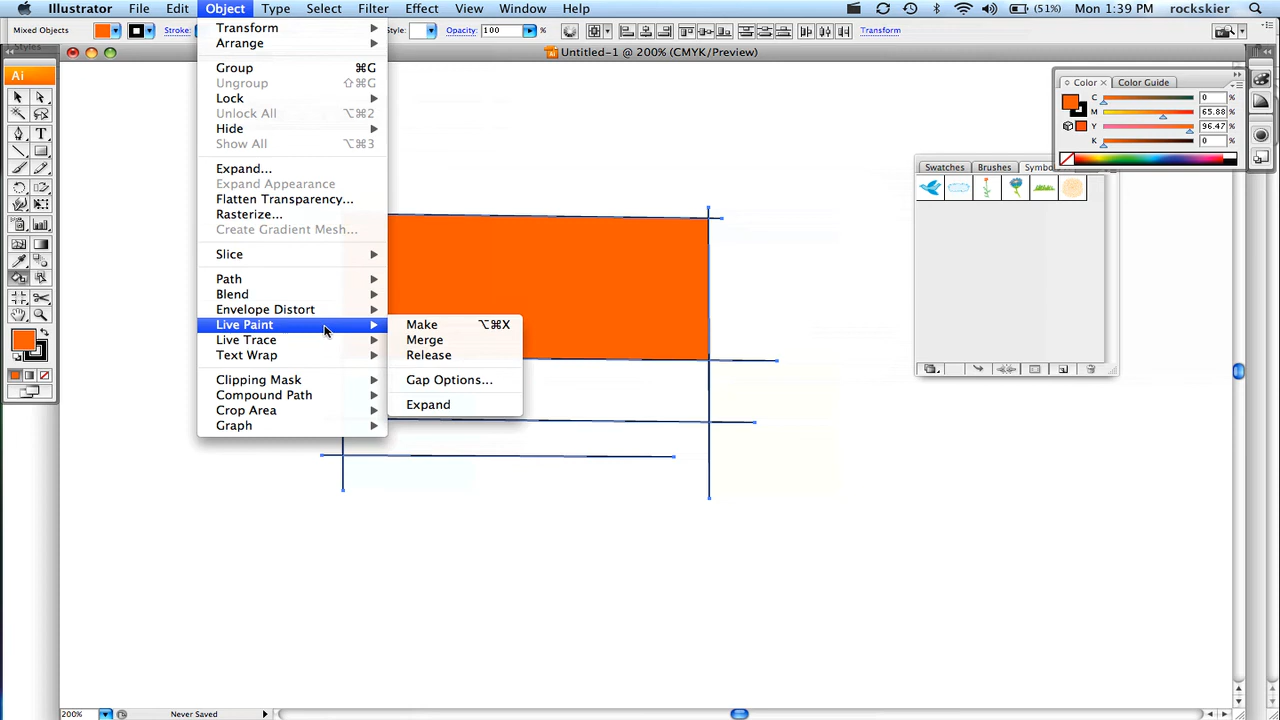 Illustrator File Edit Object Type Select Filter Effect View Window Help (51%) Mon 1:39 PM rockskier
Mixed Objects Stroke: Style: Opacity: 100 % Transform
Untitled-1 @ 200% (CMYK/Preview)
Ai
Transform
Arrange
Group ⌘G
Ungroup ⇧⌘G
Lock
Unlock All ⌥⌘2
Hide
Show All ⌥⌘3
Expand...
Expand Appearance
Flatten Transparency...
Rasterize...
Create Gradient Mesh...
Slice
Path
Blend
Envelope Distort
Live Paint
Live Trace
Text Wrap
Clipping Mask
Compound Path
Crop Area
Graph
Make ⌥⌘X
Merge
Release
Gap Options...
Expand
Color × Color Guide
C 0 %
M 65.88 %
Y 96.47 %
K 0 %
Swatches Brushes Symbo
200% Never Saved